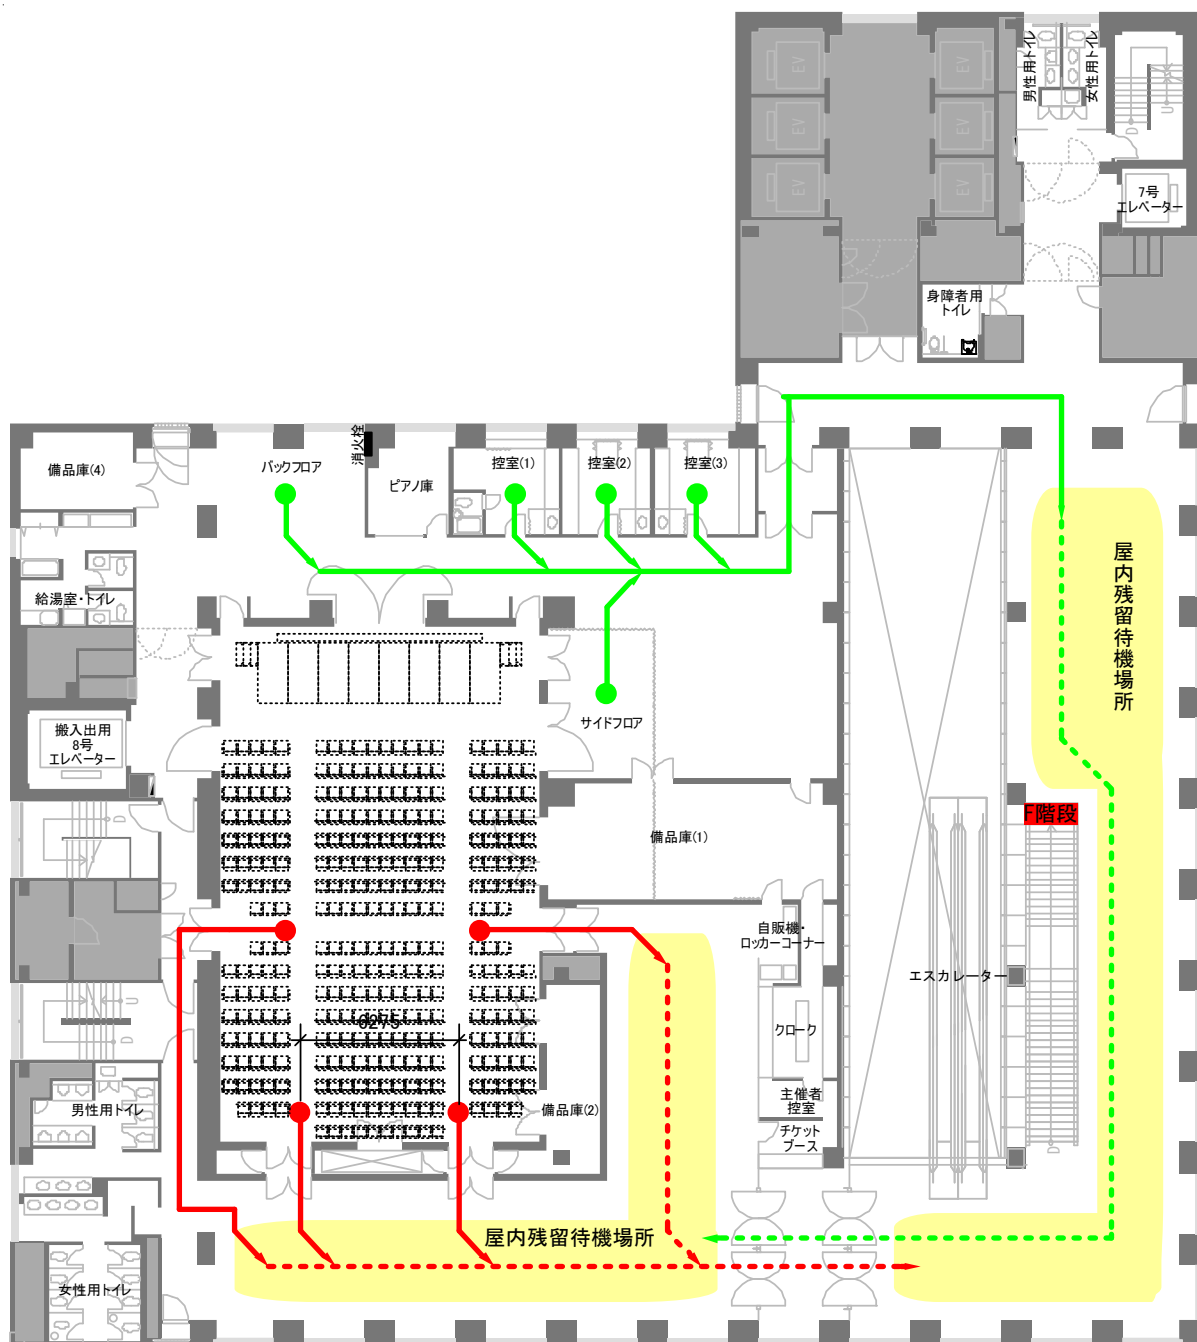 EV
EV
EV
EV
EV
EV
男性用トイレ
女性用トイレ
U
D
7号
エレベーター
身障者用
トイレ
消火栓
備品庫(4)
バックフロア
ピアノ庫
控室(1)
控室(2)
控室(3)
屋内残留待機場所
給湯室・トイレ
サイドフロア
搬入出用
8号
エレベーター
F階段
備品庫(1)
自販機・
ロッカーコーナー
エスカレーター
U
D
6275
クローク
主催者
控室
男性用トイレ
備品庫(2)
チケット
ブース
D
屋内残留待機場所
女性用トイレ